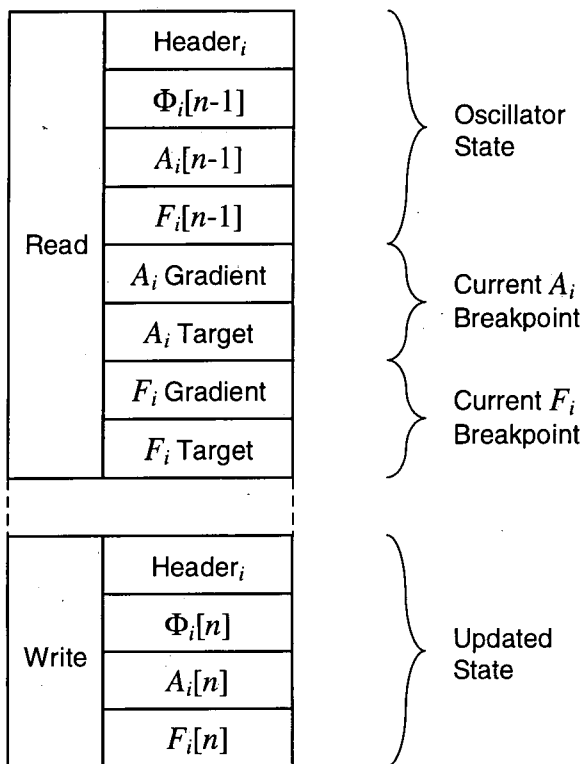 Read
Header_i
Φ_i[n-1]
A_i[n-1]
F_i[n-1]
A_i Gradient
A_i Target
F_i Gradient
F_i Target
Oscillator
State
Current A_i
Breakpoint
Current F_i
Breakpoint
Write
Header_i
Φ_i[n]
A_i[n]
F_i[n]
Updated
State